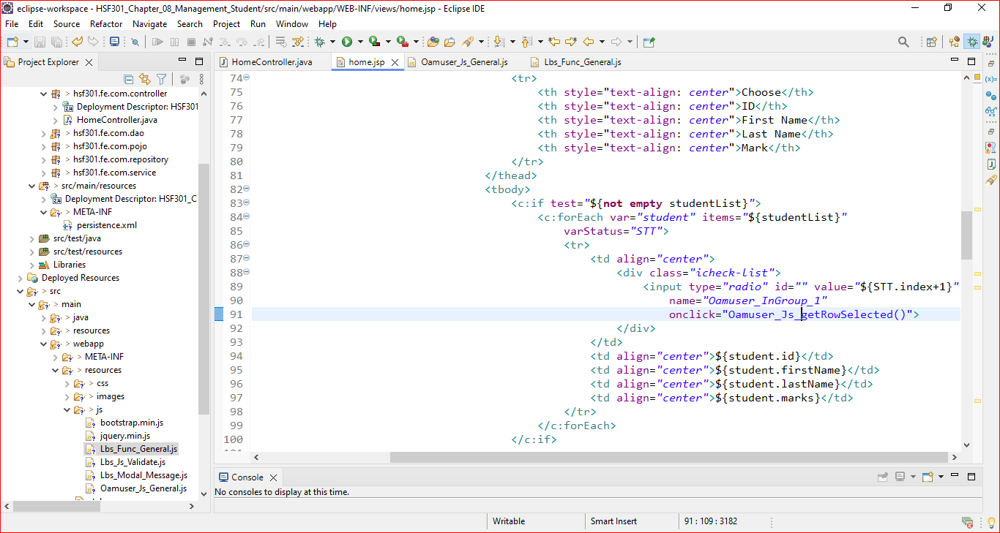 eclipse-workspace - HSF301_Chapter_08_Management_Student/src/main/webapp/WEB-INF/views/home.jsp - Eclipse IDE
File Edit Source Refactor Navigate Search Project Run Window Help
Project Explorer
> hsf301.fe.com.controller
Deployment Descriptor: HSF301
HomeController.java
> hsf301.fe.com.dao
> hsf301.fe.com.pojo
> hsf301.fe.com.repository
> hsf301.fe.com.service
> src/main/resources
Deployment Descriptor: HSF301_C
> META-INF
persistence.xml
src/test/java
src/test/resources
Libraries
Deployed Resources
> src
> main
> java
> resources
> webapp
> META-INF
> resources
> css
> images
> js
bootstrap.min.js
jquery.min.js
Lbs_Func_General.js
Lbs_Js_Validate.js
Lbs_Modal_Message.js
Oamuser_Js_General.js
HomeController.java home.jsp Oamuser_Js_General.js Lbs_Func_General.js
74 <tr>
75 <th style="text-align: center">Choose</th>
76 <th style="text-align: center">ID</th>
77 <th style="text-align: center">First Name</th>
78 <th style="text-align: center">Last Name</th>
79 <th style="text-align: center">Mark</th>
80 </tr>
81 </thead>
82 <tbody>
83 <c:if test="${not empty studentList}">
84 <c:forEach var="student" items="${studentList}"
85 varStatus="STT">
86 <tr>
87 <td align="center">
88 <div class="icheck-list">
89 <input type="radio" id="" value="${STT.index+1}"
90 name="Oamuser_InGroup_1"
91 onclick="Oamuser_Js_getRowSelected()">
92 </div>
93 </td>
94 <td align="center">${student.id}</td>
95 <td align="center">${student.firstName}</td>
96 <td align="center">${student.lastName}</td>
97 <td align="center">${student.marks}</td>
98 </tr>
99 </c:forEach>
100 </c:if>
Console
No consoles to display at this time.
Writable Smart Insert 91 : 109 : 3182